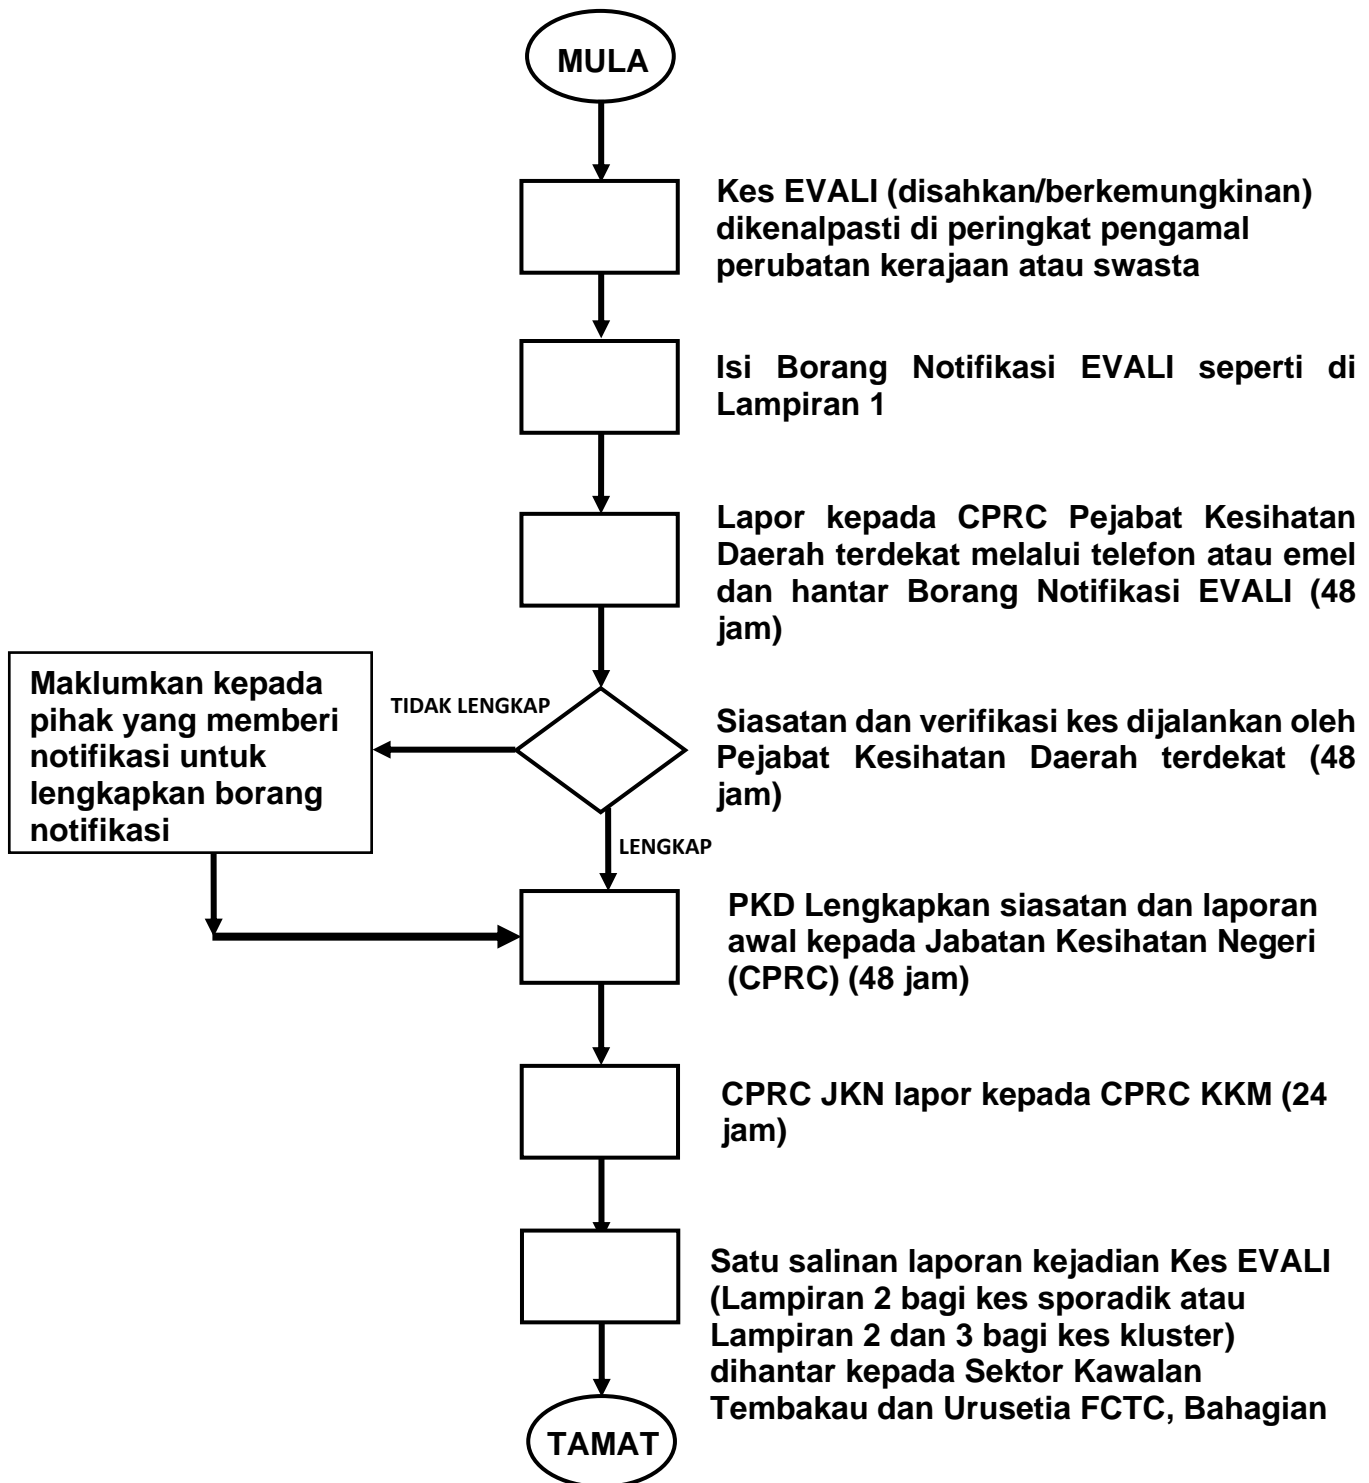 MULA
Kes EVALI (disahkan/berkemungkinan)
dikenalpasti di peringkat pengamal
perubatan kerajaan atau swasta
Isi Borang Notifikasi EVALI seperti di
Lampiran 1
Lapor kepada CPRC Pejabat Kesihatan
Daerah terdekat melalui telefon atau emel
dan hantar Borang Notifikasi EVALI (48
jam)
Maklumkan kepada
pihak yang memberi
notifikasi untuk
lengkapkan borang
notifikasi
TIDAK LENGKAP
Siasatan dan verifikasi kes dijalankan oleh
Pejabat Kesihatan Daerah terdekat (48
jam)
LENGKAP
PKD Lengkapkan siasatan dan laporan
awal kepada Jabatan Kesihatan Negeri
(CPRC) (48 jam)
CPRC JKN lapor kepada CPRC KKM (24
jam)
Satu salinan laporan kejadian Kes EVALI
(Lampiran 2 bagi kes sporadik atau
Lampiran 2 dan 3 bagi kes kluster)
dihantar kepada Sektor Kawalan
Tembakau dan Urusetia FCTC, Bahagian
TAMAT